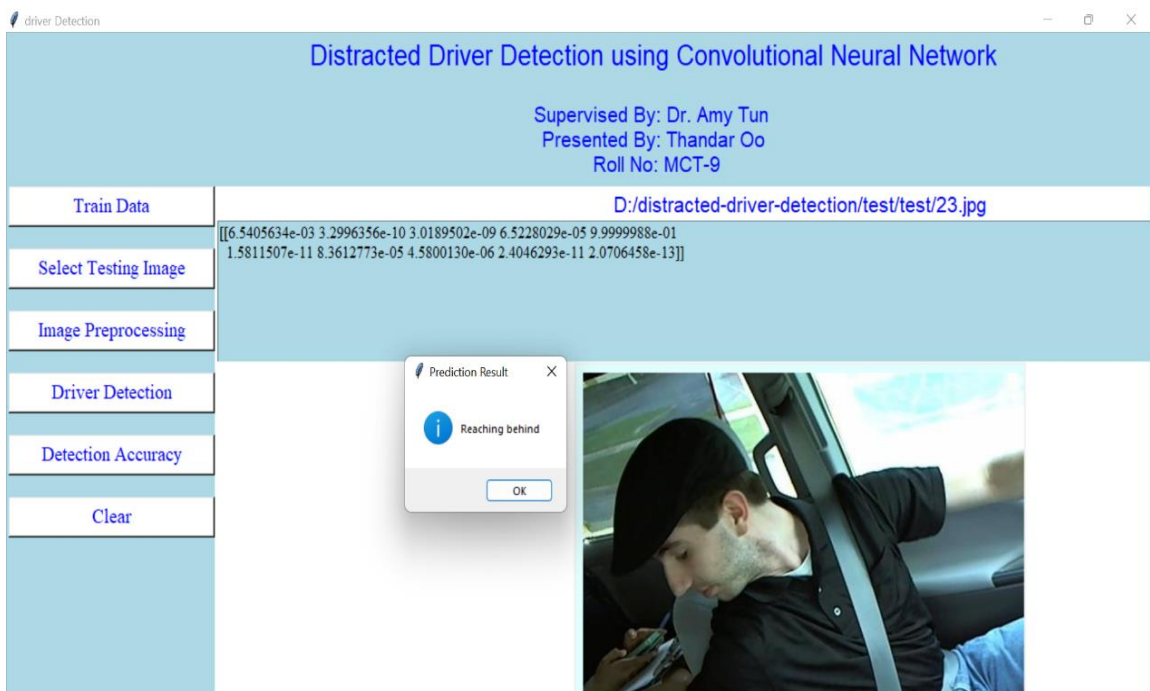 driver Detection
Distracted Driver Detection using Convolutional Neural Network
Supervised By: Dr. Amy Tun
Presented By: Thandar Oo
Roll No: MCT-9
Train Data
Select Testing Image
Image Preprocessing
Driver Detection
Detection Accuracy
Clear
D:/distracted-driver-detection/test/test/23.jpg
[[6.5405634e-03 3.2996356e-10 3.0189502e-09 6.5228029e-05 9.9999988e-01
1.5811507e-11 8.3612773e-05 4.5800130e-06 2.4046293e-11 2.0706458e-13]]
Prediction Result
Reaching behind
OK